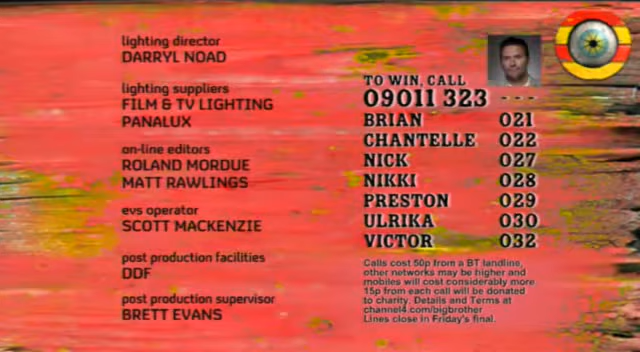 lighting director
DARRYL NOAD
lighting suppliers
FILM & TV LIGHTING
PANALUX
on-line editors
ROLAND MORDUE
MATT RAWLINGS
evs operator
SCOTT MACKENZIE
post production facilities
DDF
post production supervisor
BRETT EVANS
TO WIN, CALL
09011 323 ---
BRIAN 021
CHANTELLE 022
NICK 027
NIKKI 028
PRESTON 029
ULRIKA 030
VICTOR 032
Calls cost 50p from a BT landline,
other networks may be higher and
mobiles will cost considerably more
15p from each call will be donated
to charity. Details and Terms at
channel4.com/bigbrother
Lines close in Friday's final.